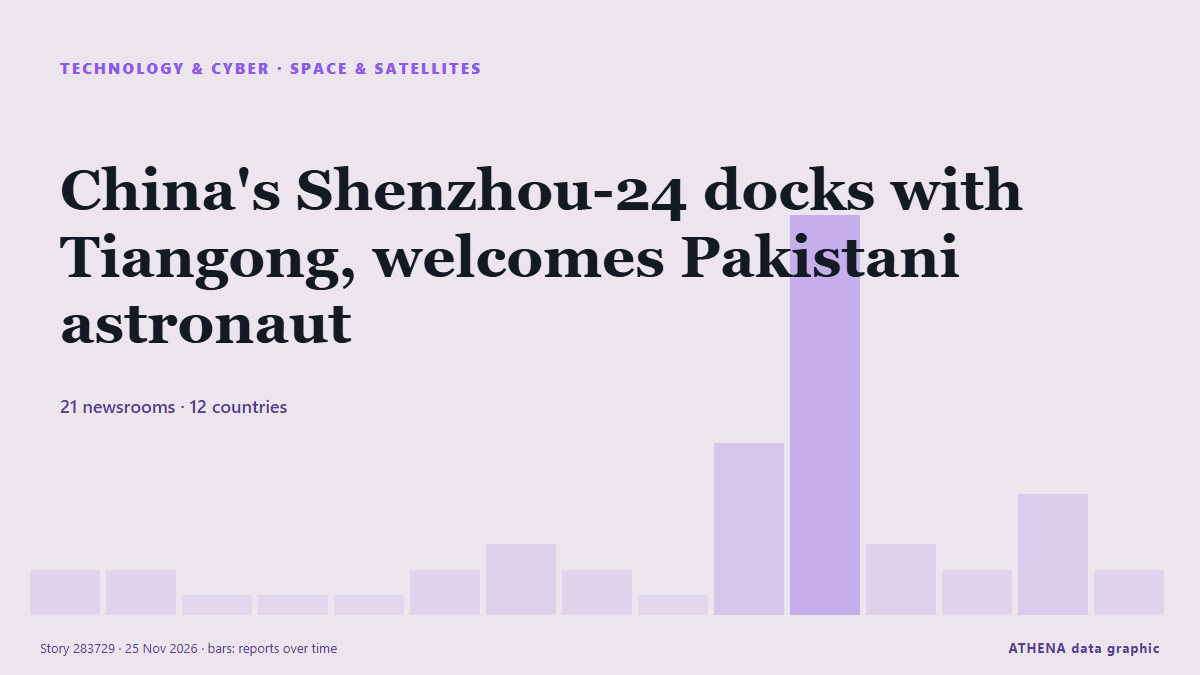 TECHNOLOGY & CYBER · SPACE & SATELLITES
China's Shenzhou-24 docks with
Tiangong, welcomes Pakistani
astronaut
21 newsrooms · 12 countries
Story 283729 · 25 Nov 2026 · bars: reports over time
ATHENA data graphic